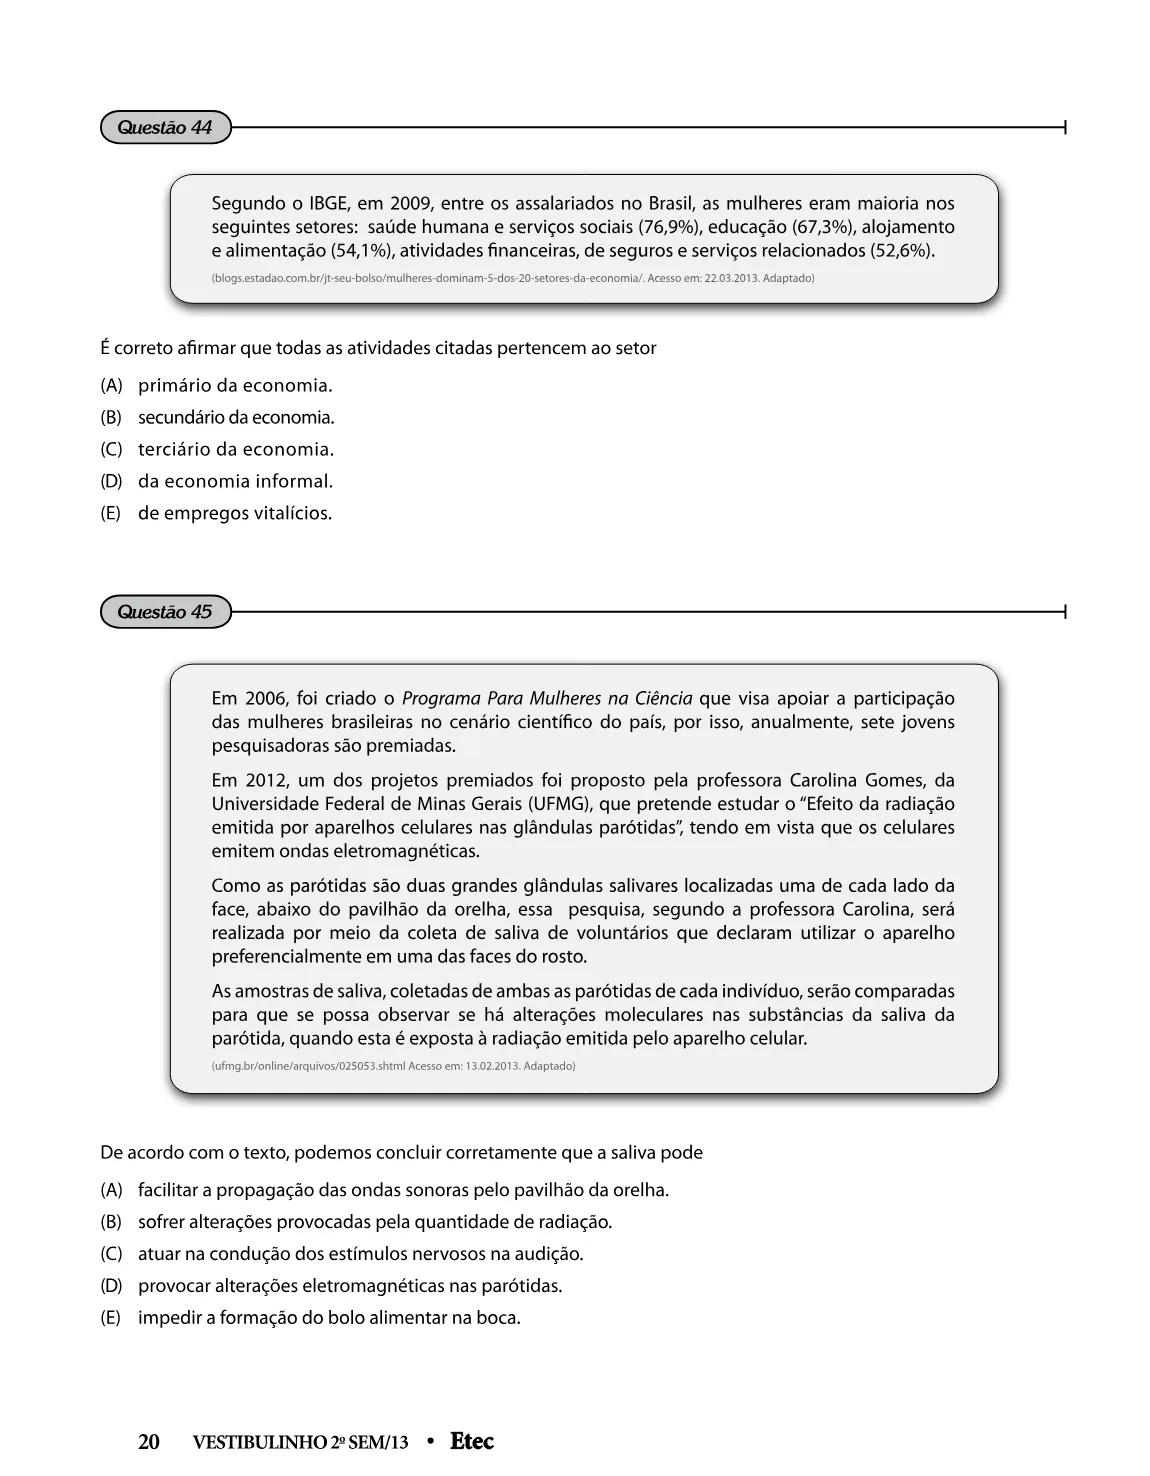 Questão 44
Segundo o IBGE, em 2009, entre os assalariados no Brasil, as mulheres eram maioria nos
seguintes setores:  saúde humana e serviços sociais (76,9%), educação (67,3%), alojamento
e alimentação (54,1%), atividades financeiras, de seguros e serviços relacionados (52,6%).
(blogs.estadao.com.br/jt-seu-bolso/mulheres-dominam-5-dos-20-setores-da-economia/. Acesso em: 22.03.2013. Adaptado)
É correto afirmar que todas as atividades citadas pertencem ao setor
(A) primário da economia.
(B) secundário da economia.
(C) terciário da economia.
(D) da economia informal.
(E) de empregos vitalícios.
Questão 45
Em 2006, foi criado o Programa Para Mulheres na Ciência que visa apoiar a participação
das mulheres brasileiras no cenário científico do país, por isso, anualmente, sete jovens
pesquisadoras são premiadas.
Em 2012, um dos projetos premiados foi proposto pela professora Carolina Gomes, da
Universidade Federal de Minas Gerais (UFMG), que pretende estudar o “Efeito da radiação
emitida por aparelhos celulares nas glândulas parótidas”, tendo em vista que os celulares
emitem ondas eletromagnéticas.
Como as parótidas são duas grandes glândulas salivares localizadas uma de cada lado da
face, abaixo do pavilhão da orelha, essa  pesquisa, segundo a professora Carolina, será
realizada por meio da coleta de saliva de voluntários que declaram utilizar o aparelho
preferencialmente em uma das faces do rosto.
As amostras de saliva, coletadas de ambas as parótidas de cada indivíduo, serão comparadas
para que se possa observar se há alterações moleculares nas substâncias da saliva da
parótida, quando esta é exposta à radiação emitida pelo aparelho celular.
(ufmg.br/online/arquivos/025053.shtml Acesso em: 13.02.2013. Adaptado)
De acordo com o texto, podemos concluir corretamente que a saliva pode
(A) facilitar a propagação das ondas sonoras pelo pavilhão da orelha.
(B) sofrer alterações provocadas pela quantidade de radiação.
(C) atuar na condução dos estímulos nervosos na audição.
(D) provocar alterações eletromagnéticas nas parótidas.
(E) impedir a formação do bolo alimentar na boca.
20 VESTIBULINHO 2º SEM/13 • Etec